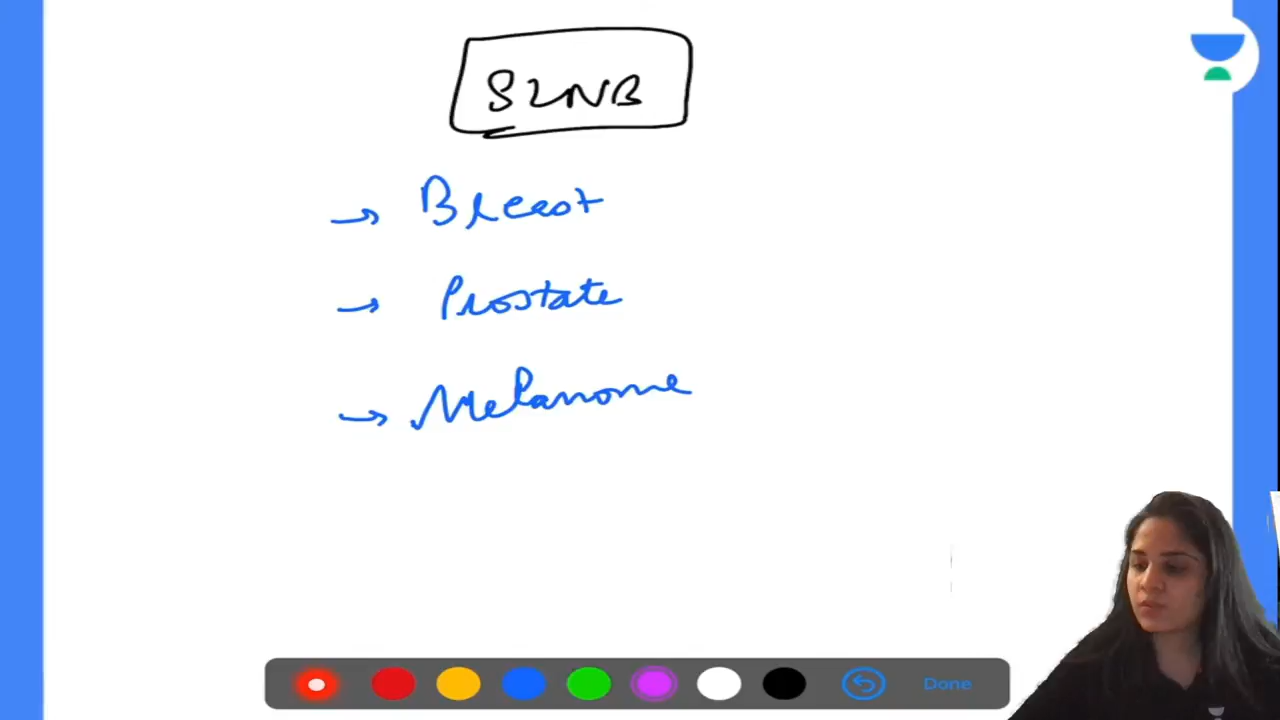 SLNB
→ Breast
→ Prostate
→ Melanoma
Done